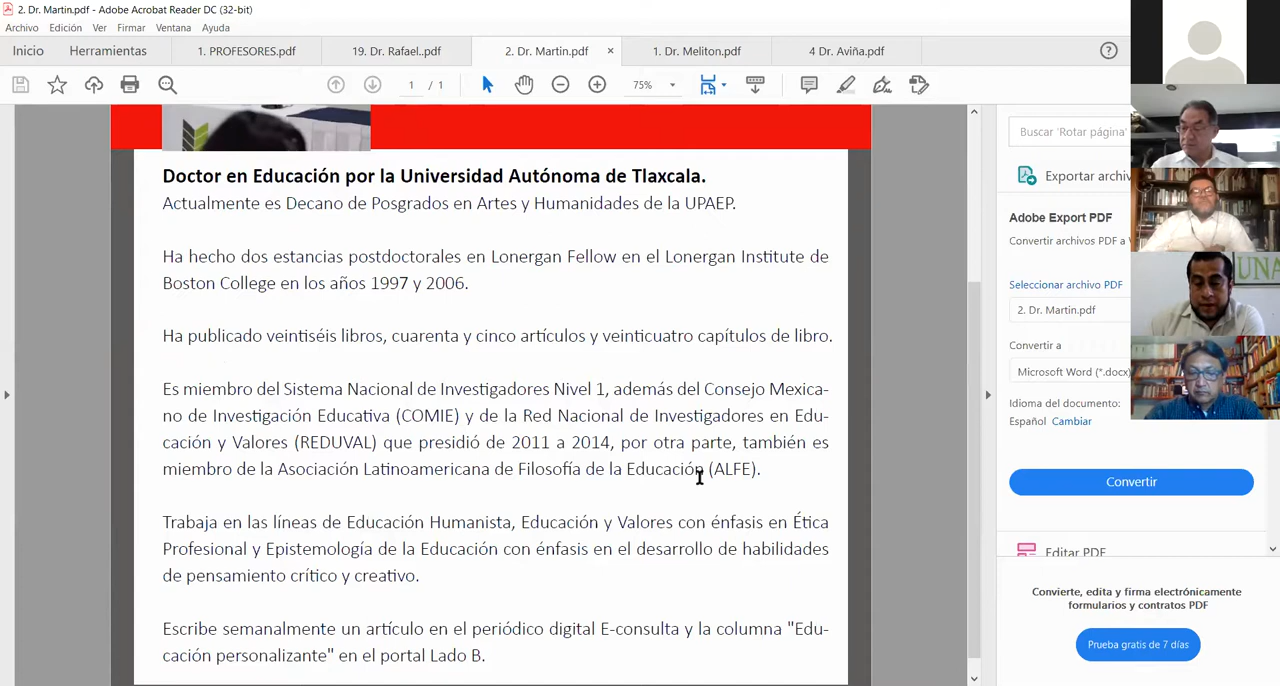 2. Dr. Martin.pdf - Adobe Acrobat Reader DC (32-bit)
Archivo Edición Ver Firmar Ventana Ayuda
Inicio Herramientas 1. PROFESORES.pdf 19. Dr. Rafael..pdf 2. Dr. Martin.pdf × 1. Dr. Meliton.pdf 4 Dr. Aviña.pdf
1 / 1 75%
Doctor en Educación por la Universidad Autónoma de Tlaxcala.
Actualmente es Decano de Posgrados en Artes y Humanidades de la UPAEP.
Ha hecho dos estancias postdoctorales en Lonergan Fellow en el Lonergan Institute de
Boston College en los años 1997 y 2006.
Ha publicado veintiséis libros, cuarenta y cinco artículos y veinticuatro capítulos de libro.
Es miembro del Sistema Nacional de Investigadores Nivel 1, además del Consejo Mexica-
no de Investigación Educativa (COMIE) y de la Red Nacional de Investigadores en Edu-
cación y Valores (REDUVAL) que presidió de 2011 a 2014, por otra parte, también es
miembro de la Asociación Latinoamericana de Filosofía de la Educación (ALFE).
Trabaja en las líneas de Educación Humanista, Educación y Valores con énfasis en Ética
Profesional y Epistemología de la Educación con énfasis en el desarrollo de habilidades
de pensamiento crítico y creativo.
Escribe semanalmente un artículo en el periódico digital E-consulta y la columna "Edu-
cación personalizante" en el portal Lado B.
Buscar 'Rotar página'
Exportar archiv
Adobe Export PDF
Convertir archivos PDF a
Seleccionar archivo PDF
2. Dr. Martin.pdf
Convertir a
Microsoft Word (*.docx)
Idioma del documento:
Español Cambiar
Convertir
Editar PDF
Convierte, edita y firma electrónicamente
formularios y contratos PDF
Prueba gratis de 7 días
UNA